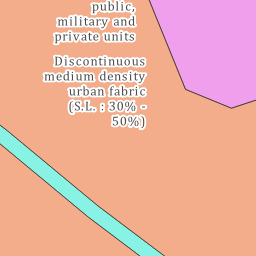 public,
military and
private units
Discontinuous
medium density
urban fabric
(S.L. : 30% -
50%)